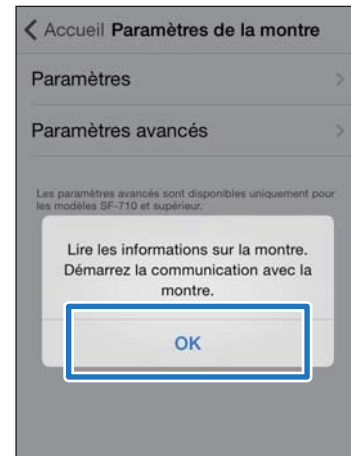 Accueil Paramètres de la montre
Paramètres
Paramètres avancés
Les paramètres avancés sont disponibles uniquement pour
les modèles SF-710 et supérieur.
Lire les informations sur la montre.
Démarrez la communication avec la
montre.
OK